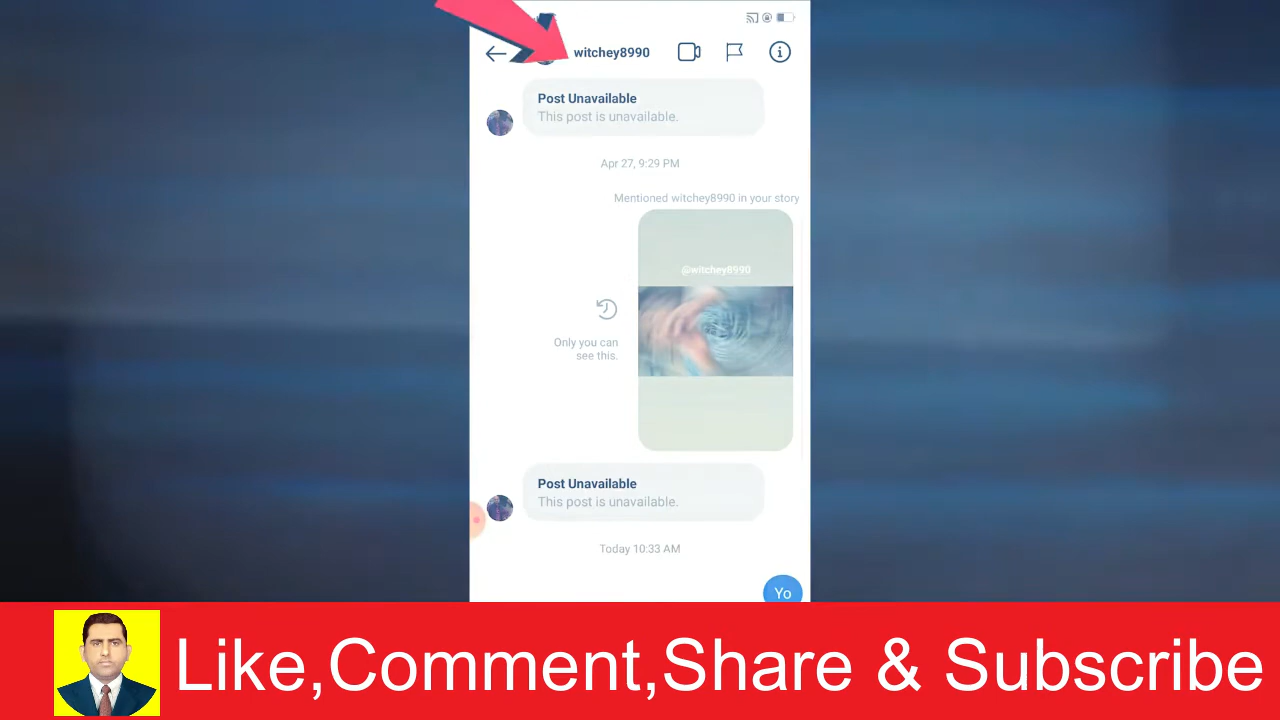 witchey8990
Post Unavailable
This post is unavailable.
Apr 27, 9:29 PM
Mentioned witchey8990 in your story
@witchey8990
Only you can
see this.
Post Unavailable
This post is unavailable.
Today 10:33 AM
Yo
Like,Comment,Share & Subscribe